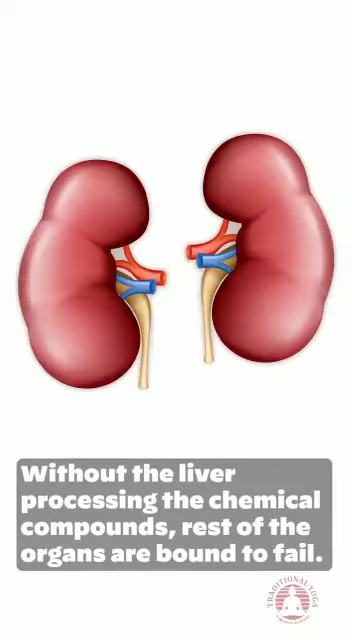 Without the liver
processing the chemical
compounds, rest of the
organs are bound to fail.
TRADITIONAL YOGA